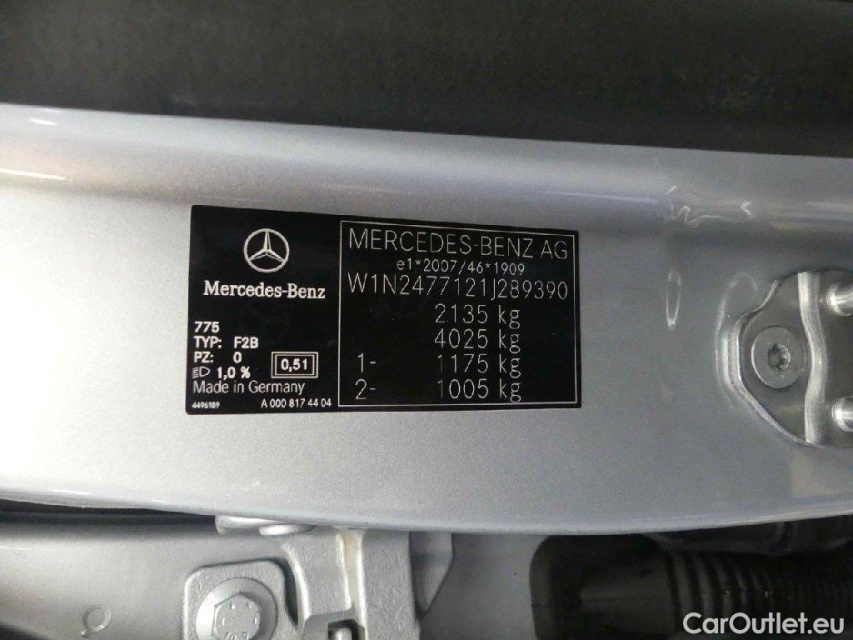 Mercedes-Benz
775
TYP: F2B
PZ: 0
1,0 %
0,51
Made in Germany
4496189
A 000 817 44 04
MERCEDES-BENZ AG
e1*2007/46*1909
W1N2477121J289390
2135 kg
4025 kg
1- 1175 kg
2- 1005 kg
CarOutlet.eu